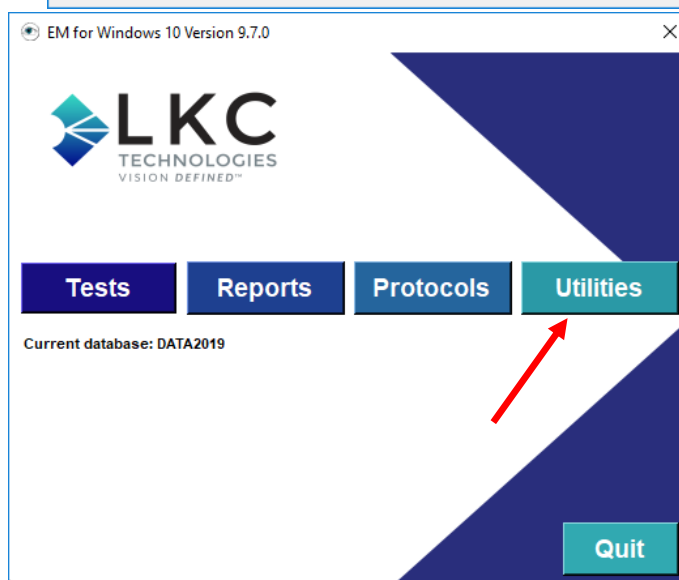 EM for Windows 10 Version 9.7.0
LKC
TECHNOLOGIES
VISION DEFINED™
Tests Reports Protocols Utilities
Current database: DATA2019
Quit